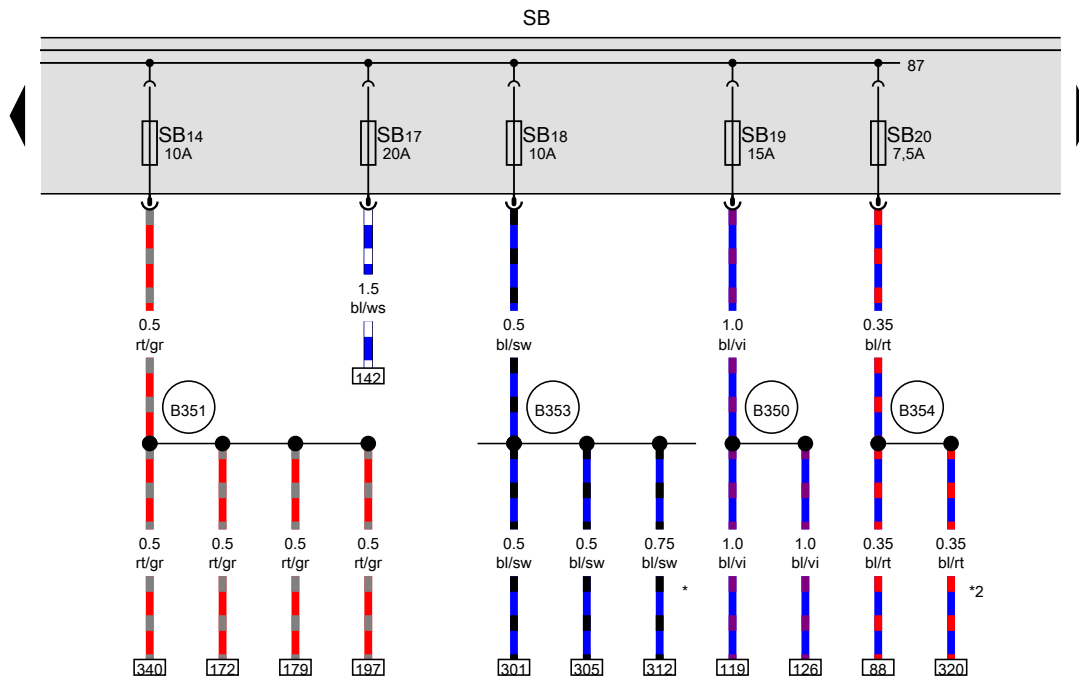 SB
87
SB14
10A
SB17
20A
SB18
10A
SB19
15A
SB20
7,5A
1.5
bl/ws
0.5
rt/gr
0.5
bl/sw
1.0
bl/vi
0.35
bl/rt
142
B351
B353
B350
B354
0.5
rt/gr
0.5
rt/gr
0.5
rt/gr
0.5
rt/gr
0.5
bl/sw
0.5
bl/sw
0.75
bl/sw
1.0
bl/vi
1.0
bl/vi
0.35
bl/rt
0.35
bl/rt
*
*2
340
172
179
197
301
305
312
119
126
88
320